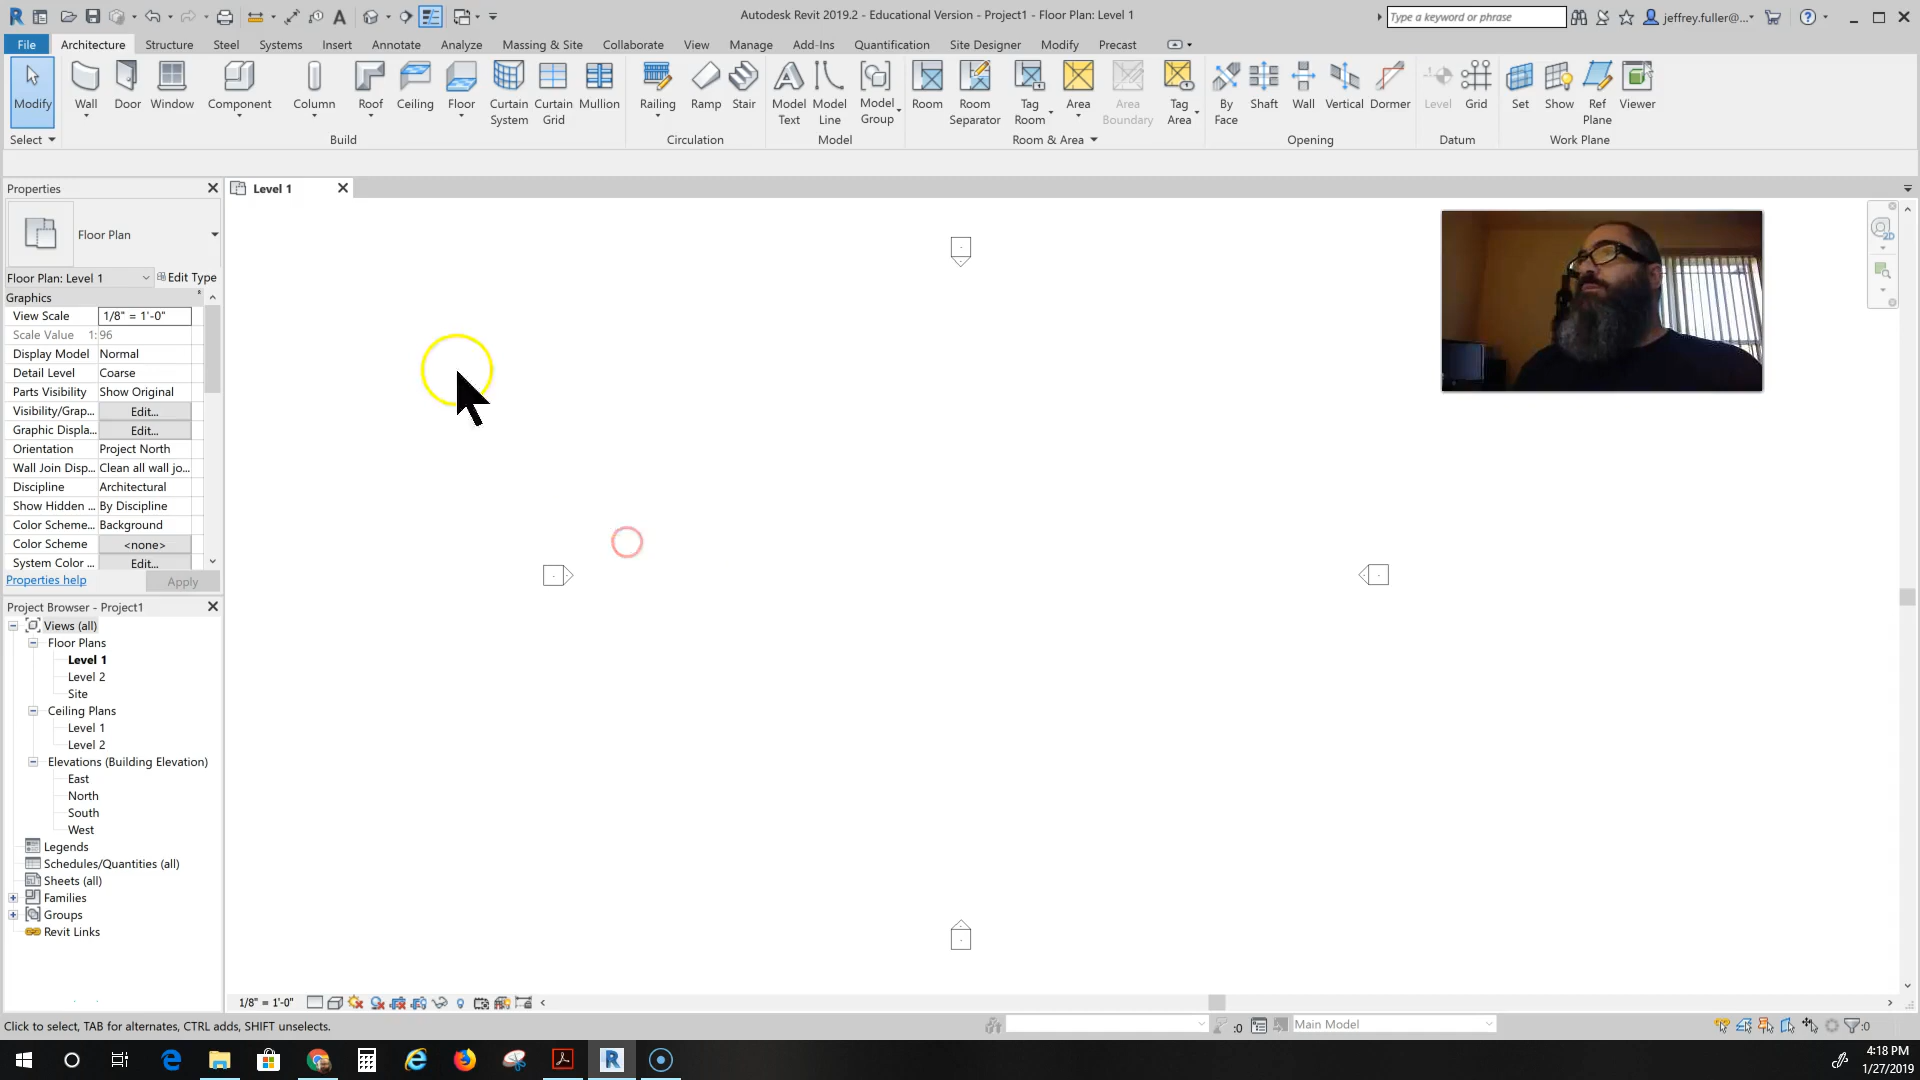 Autodesk Revit 2019.2 - Educational Version - Project1 - Floor Plan: Level 1
Type a keyword or phrase
jeffrey.fuller@...
File Architecture Structure Steel Systems Insert Annotate Analyze Massing & Site Collaborate View Manage Add-Ins Quantification Site Designer Modify Precast
Modify Wall Door Window Component Column Roof Ceiling Floor Curtain System Curtain Grid Mullion Railing Ramp Stair Model Text Model Line Model Group Room Room Separator Tag Room Area Area Boundary Tag Area By Face Shaft Wall Vertical Dormer Level Grid Set Show Ref Plane Viewer
Select Build Circulation Model Room & Area Opening Datum Work Plane
Properties
Level 1
Floor Plan
Floor Plan: Level 1 Edit Type
Graphics
View Scale 1/8" = 1'-0"
Scale Value 1: 96
Display Model Normal
Detail Level Coarse
Parts Visibility Show Original
Visibility/Grap... Edit...
Graphic Displa... Edit...
Orientation Project North
Wall Join Disp... Clean all wall jo...
Discipline Architectural
Show Hidden ... By Discipline
Color Scheme... Background
Color Scheme <none>
System Color ... Edit...
Properties help Apply
Project Browser - Project1
Views (all)
Floor Plans
Level 1
Level 2
Site
Ceiling Plans
Level 1
Level 2
Elevations (Building Elevation)
East
North
South
West
Legends
Schedules/Quantities (all)
Sheets (all)
Families
Groups
Revit Links
1/8" = 1'-0"
Click to select, TAB for alternates, CTRL adds, SHIFT unselects.
:0 Main Model :0
4:18 PM
1/27/2019
2D